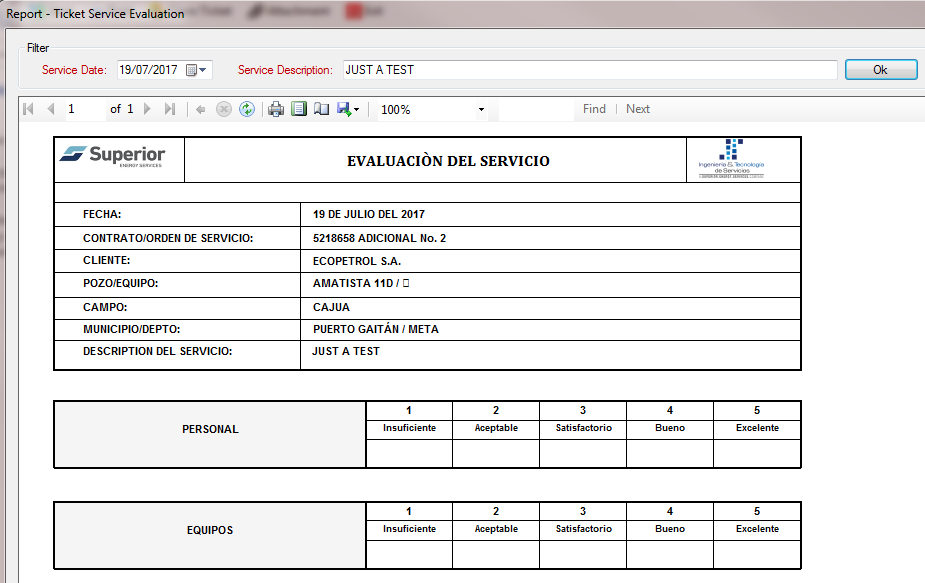 Report - Ticket Service Evaluation
Filter
Service Date: 19/07/2017 Service Description: JUST A TEST Ok
1 of 1 100% Find Next
Superior
ENERGY SERVICES
EVALUACIÒN DEL SERVICIO
Ingeniería & Tecnología
de Servicios
FECHA: 19 DE JULIO DEL 2017
CONTRATO/ORDEN DE SERVICIO: 5218658 ADICIONAL No. 2
CLIENTE: ECOPETROL S.A.
POZO/EQUIPO: AMATISTA 11D / □
CAMPO: CAJUA
MUNICIPIO/DEPTO: PUERTO GAITÁN / META
DESCRIPTION DEL SERVICIO: JUST A TEST
PERSONAL
1 2 3 4 5
Insuficiente Aceptable Satisfactorio Bueno Excelente
EQUIPOS
1 2 3 4 5
Insuficiente Aceptable Satisfactorio Bueno Excelente